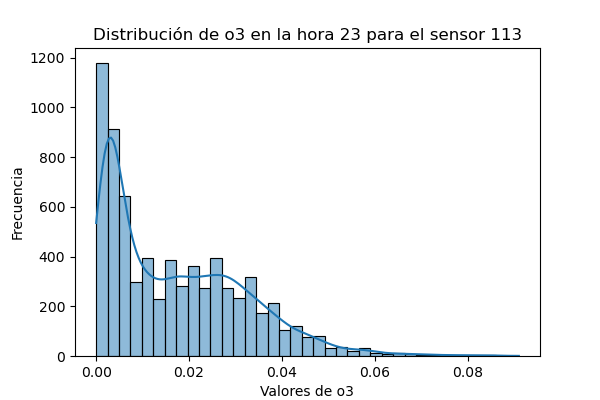 Distribución de o3 en la hora 23 para el sensor 113
1200
1000
800
600
400
200
0
Frecuencia
0.00 0.02 0.04 0.06 0.08
Valores de o3